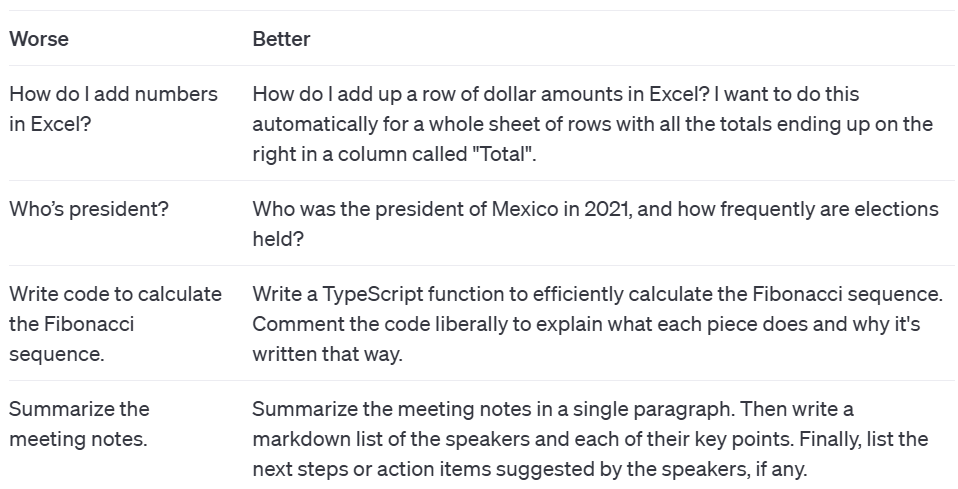 Worse
Better
How do I add numbers
in Excel?
How do I add up a row of dollar amounts in Excel? I want to do this
automatically for a whole sheet of rows with all the totals ending up on the
right in a column called "Total".
Who’s president?
Who was the president of Mexico in 2021, and how frequently are elections
held?
Write code to calculate
the Fibonacci
sequence.
Write a TypeScript function to efficiently calculate the Fibonacci sequence.
Comment the code liberally to explain what each piece does and why it's
written that way.
Summarize the
meeting notes.
Summarize the meeting notes in a single paragraph. Then write a
markdown list of the speakers and each of their key points. Finally, list the
next steps or action items suggested by the speakers, if any.